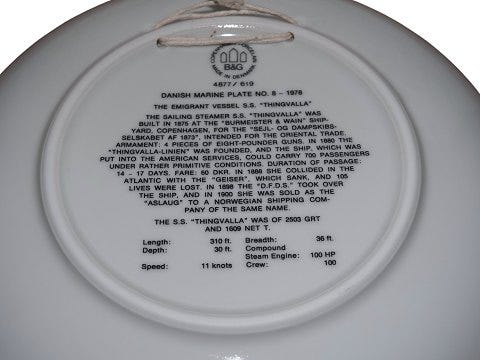 COPENHAGEN PORCELAIN
B&G
MADE IN DENMARK
4877/619
DANISH MARINE PLATE NO. 8 – 1978
THE EMIGRANT VESSEL S.S. "THINGVALLA"
THE SAILING STEAMER S.S. "THINGVALLA" WAS
BUILT IN 1875 AT THE "BURMEISTER & WAIN" SHIP-
YARD, COPENHAGEN, FOR THE "SEJL- OG DAMPSKIBS-
SELSKABET AF 1873", INTENDED FOR THE ORIENTAL TRADE.
ARMAMENT: 4 PIECES OF EIGHT-POUNDER GUNS. IN 1880 THE
"THINGVALLA-LINIEN" WAS FOUNDED, AND THE SHIP, WHICH WAS
PUT INTO THE AMERICAN SERVICES, COULD CARRY 700 PASSENGERS
UNDER RATHER PRIMITIVE CONDITIONS. DURATION OF PASSAGE:
14 - 17 DAYS. FARE: 60 DKR. IN 1888 SHE COLLIDED IN THE
ATLANTIC WITH THE "GEISER", WHICH SANK, AND 105
LIVES WERE LOST. IN 1898 THE "D.F.D.S." TOOK OVER
THE SHIP, AND IN 1900 SHE WAS SOLD AS THE
"ASLAUG" TO A NORWEGIAN SHIPPING COM-
PANY OF THE SAME NAME.
THE S.S. "THINGVALLA" WAS OF 2503 GRT
AND 1609 NET T.
Length: 310 ft. Breadth: 36 ft.
Depth: 30 ft. Compound
Steam Engine: 100 HP
Speed: 11 knots Crew: 100